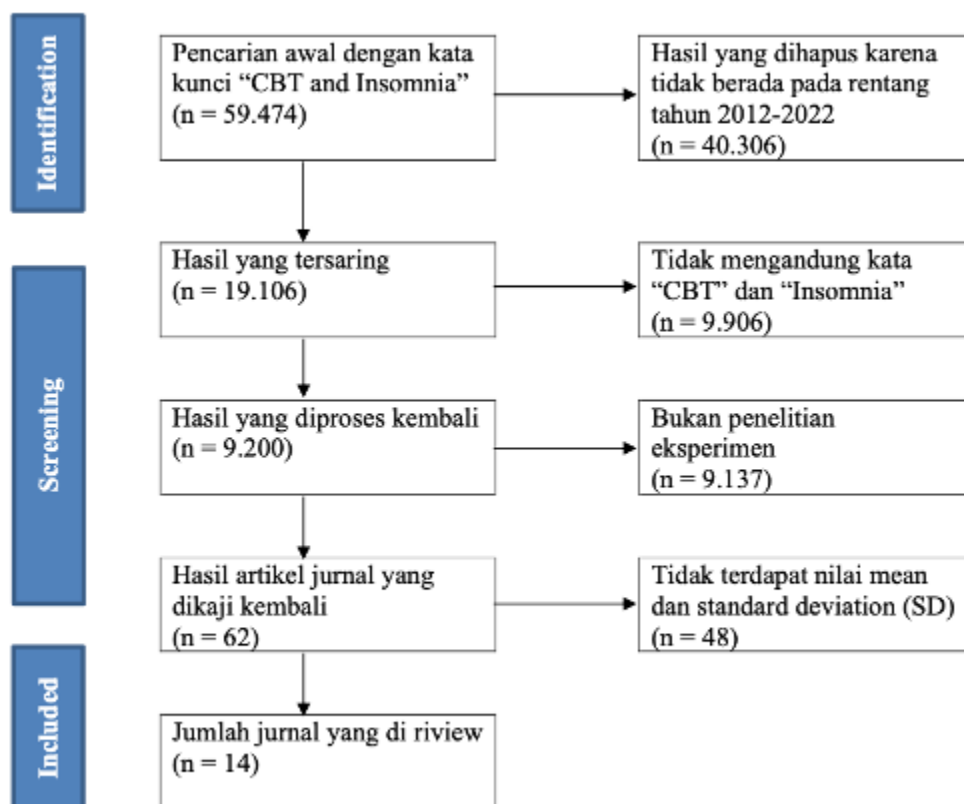 Identification
Pencarian awal dengan kata
kunci “CBT and Insomnia”
(n = 59.474)
Hasil yang dihapus karena
tidak berada pada rentang
tahun 2012-2022
(n = 40.306)
Screening
Hasil yang tersaring
(n = 19.106)
Tidak mengandung kata
“CBT” dan “Insomnia”
(n = 9.906)
Hasil yang diproses kembali
(n = 9.200)
Bukan penelitian
eksperimen
(n = 9.137)
Hasil artikel jurnal yang
dikaji kembali
(n = 62)
Tidak terdapat nilai mean
dan standard deviation (SD)
(n = 48)
Included
Jumlah jurnal yang di riview
(n = 14)